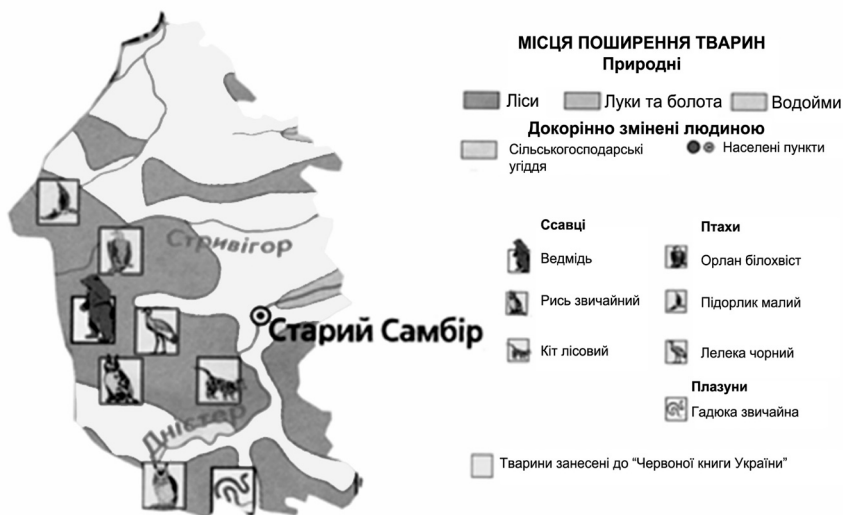 МІСЦЯ ПОШИРЕННЯ ТВАРИН
Природні
Ліси
Луки та болота
Водойми
Докорінно змінені людиною
Сільськогосподарські
угіддя
Населені пункти
Ссавці
Птахи
Ведмідь
Орлан білохвіст
Рись звичайний
Підорлик малий
Кіт лісовий
Лелека чорний
Плазуни
Гадюка звичайна
Тварини занесені до “Червоної книги України”
Стривігор
Старий Самбір
Дністер